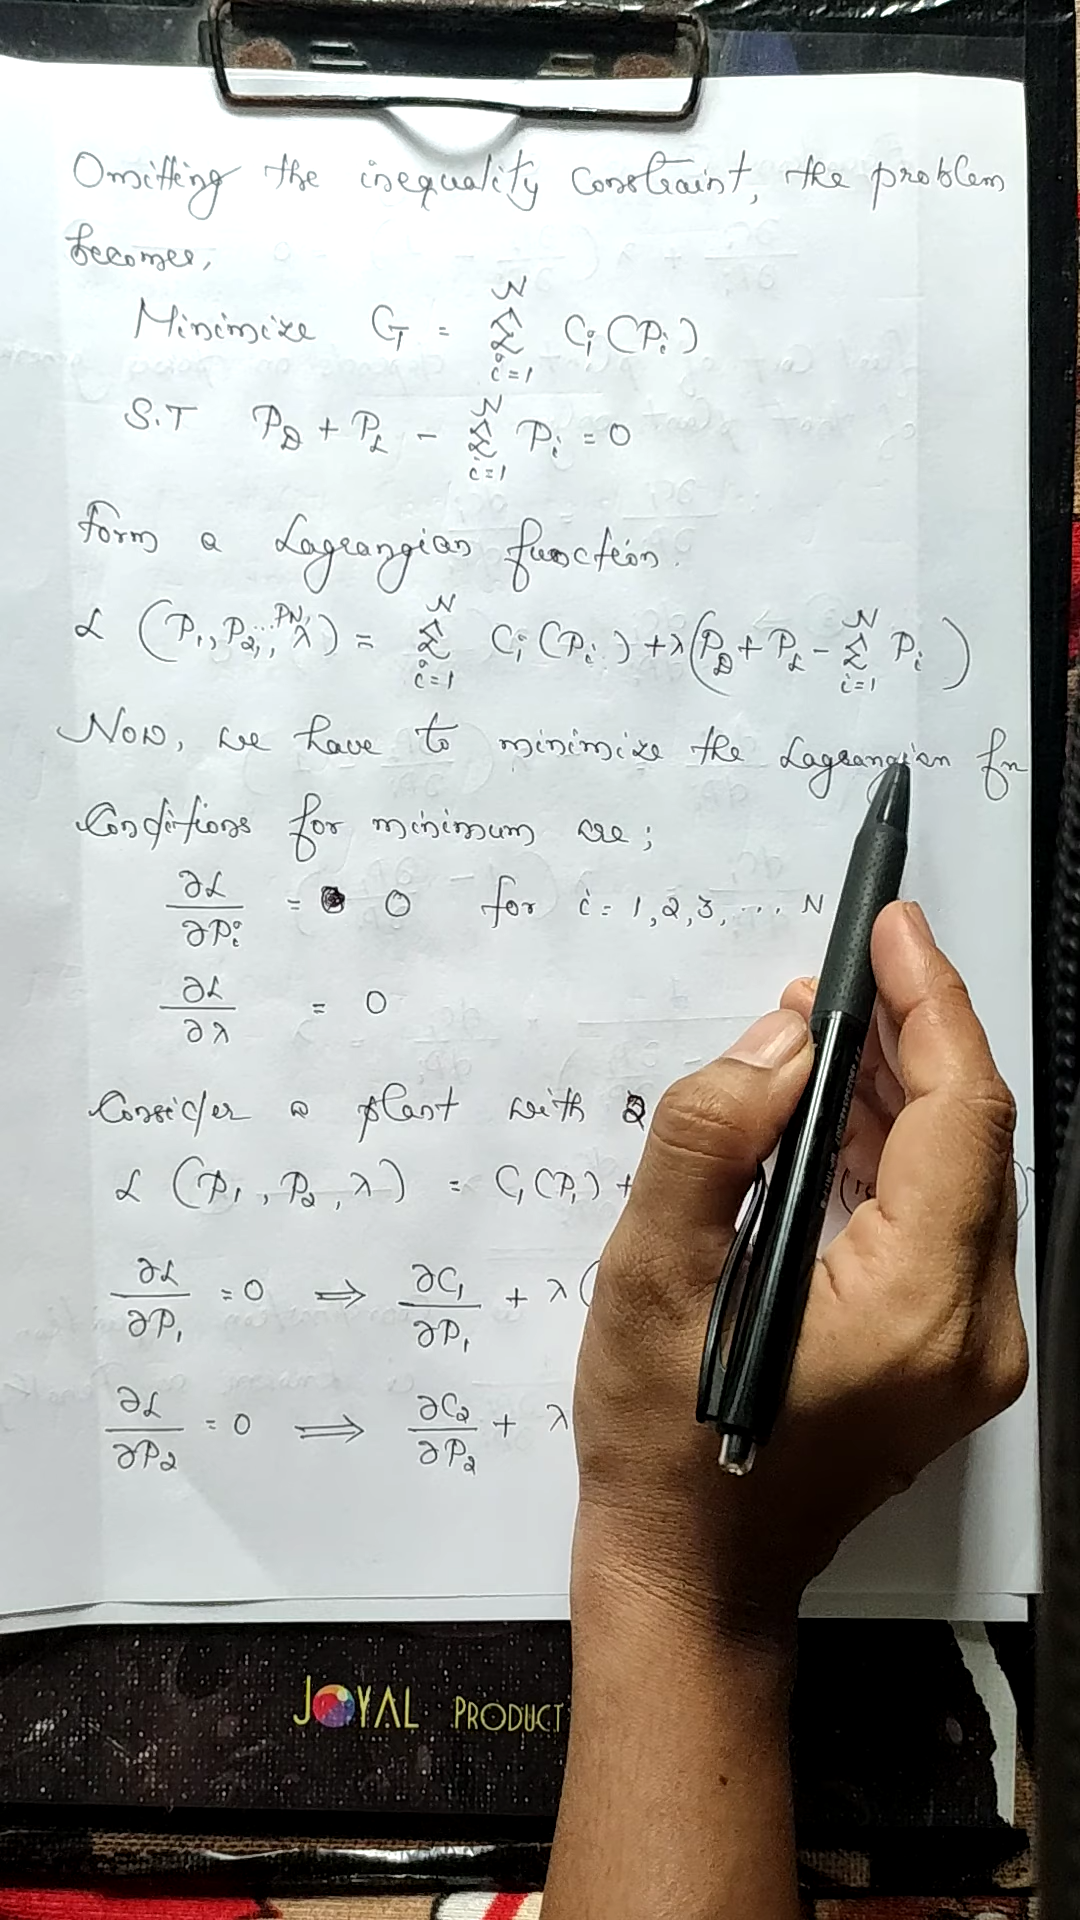 Omitting the inequality constraint, the problem
becomes,
Minimize C_T = Σ_{i=1}^{N} C_i (P_i)
S.T P_D + P_L - Σ_{i=1}^{N} P_i = 0
Form a Lagrangian function.
L (P_1, P_2, ... P_N, λ) = Σ_{i=1}^{N} C_i (P_i) + λ(P_D + P_L - Σ_{i=1}^{N} P_i)
Now, we have to minimize the Lagrangian fn
Conditions for minimum are;
∂L/∂P_i = 0 for i = 1, 2, 3, ... N
∂L/∂λ = 0
Consider a plant with 2
L (P_1, P_2, λ) = C_1(P_1) +
∂L/∂P_1 = 0 ⟹ ∂C_1/∂P_1 + λ(
∂L/∂P_2 = 0 ⟹ ∂C_2/∂P_2 + λ
JOYAL PRODUCT